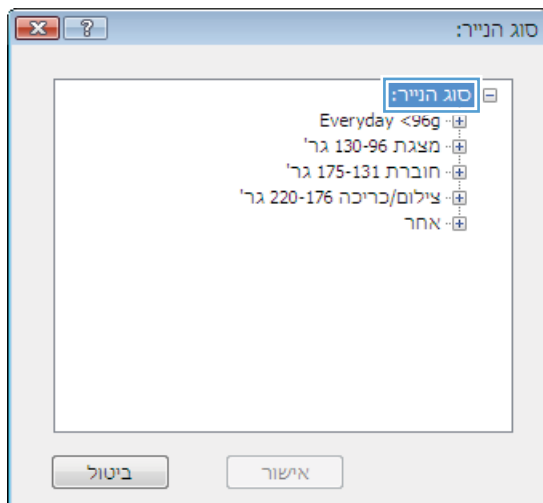 סוג הנייר:
סוג הנייר:
Everyday <96g
מצגת 130-96 גר'
חוברת 175-131 גר'
צילום/כריכה 220-176 גר'
אחר
אישור
ביטול